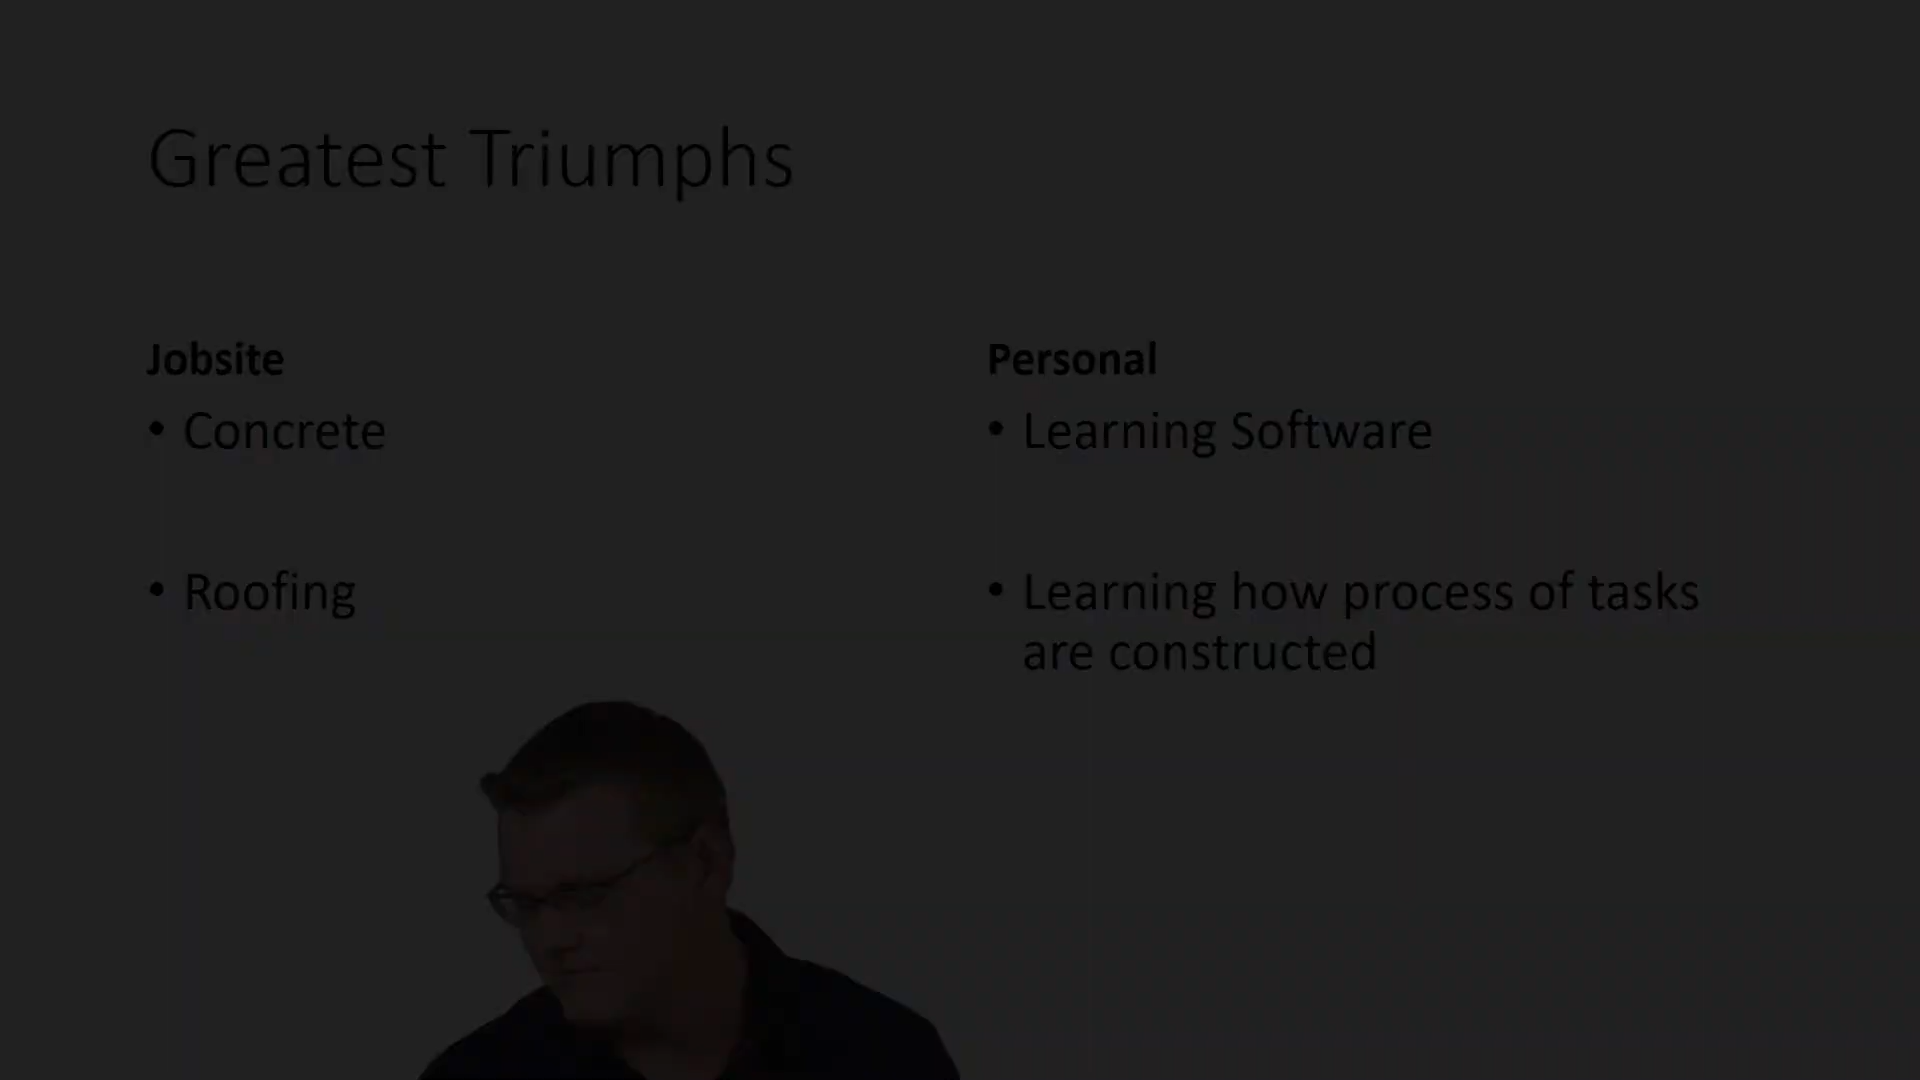 Greatest Triumphs
Jobsite
• Concrete
• Roofing
Personal
• Learning Software
• Learning how process of tasks
are constructed